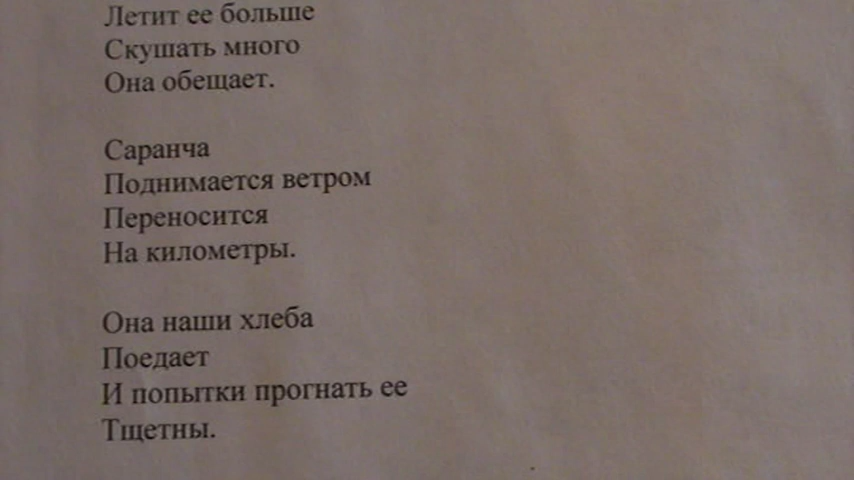 Летит ее больше
Скушать много
Она обещает.
Саранча
Поднимается ветром
Переносится
На километры.
Она наши хлеба
Поедает
И попытки прогнать ее
Тщетны.